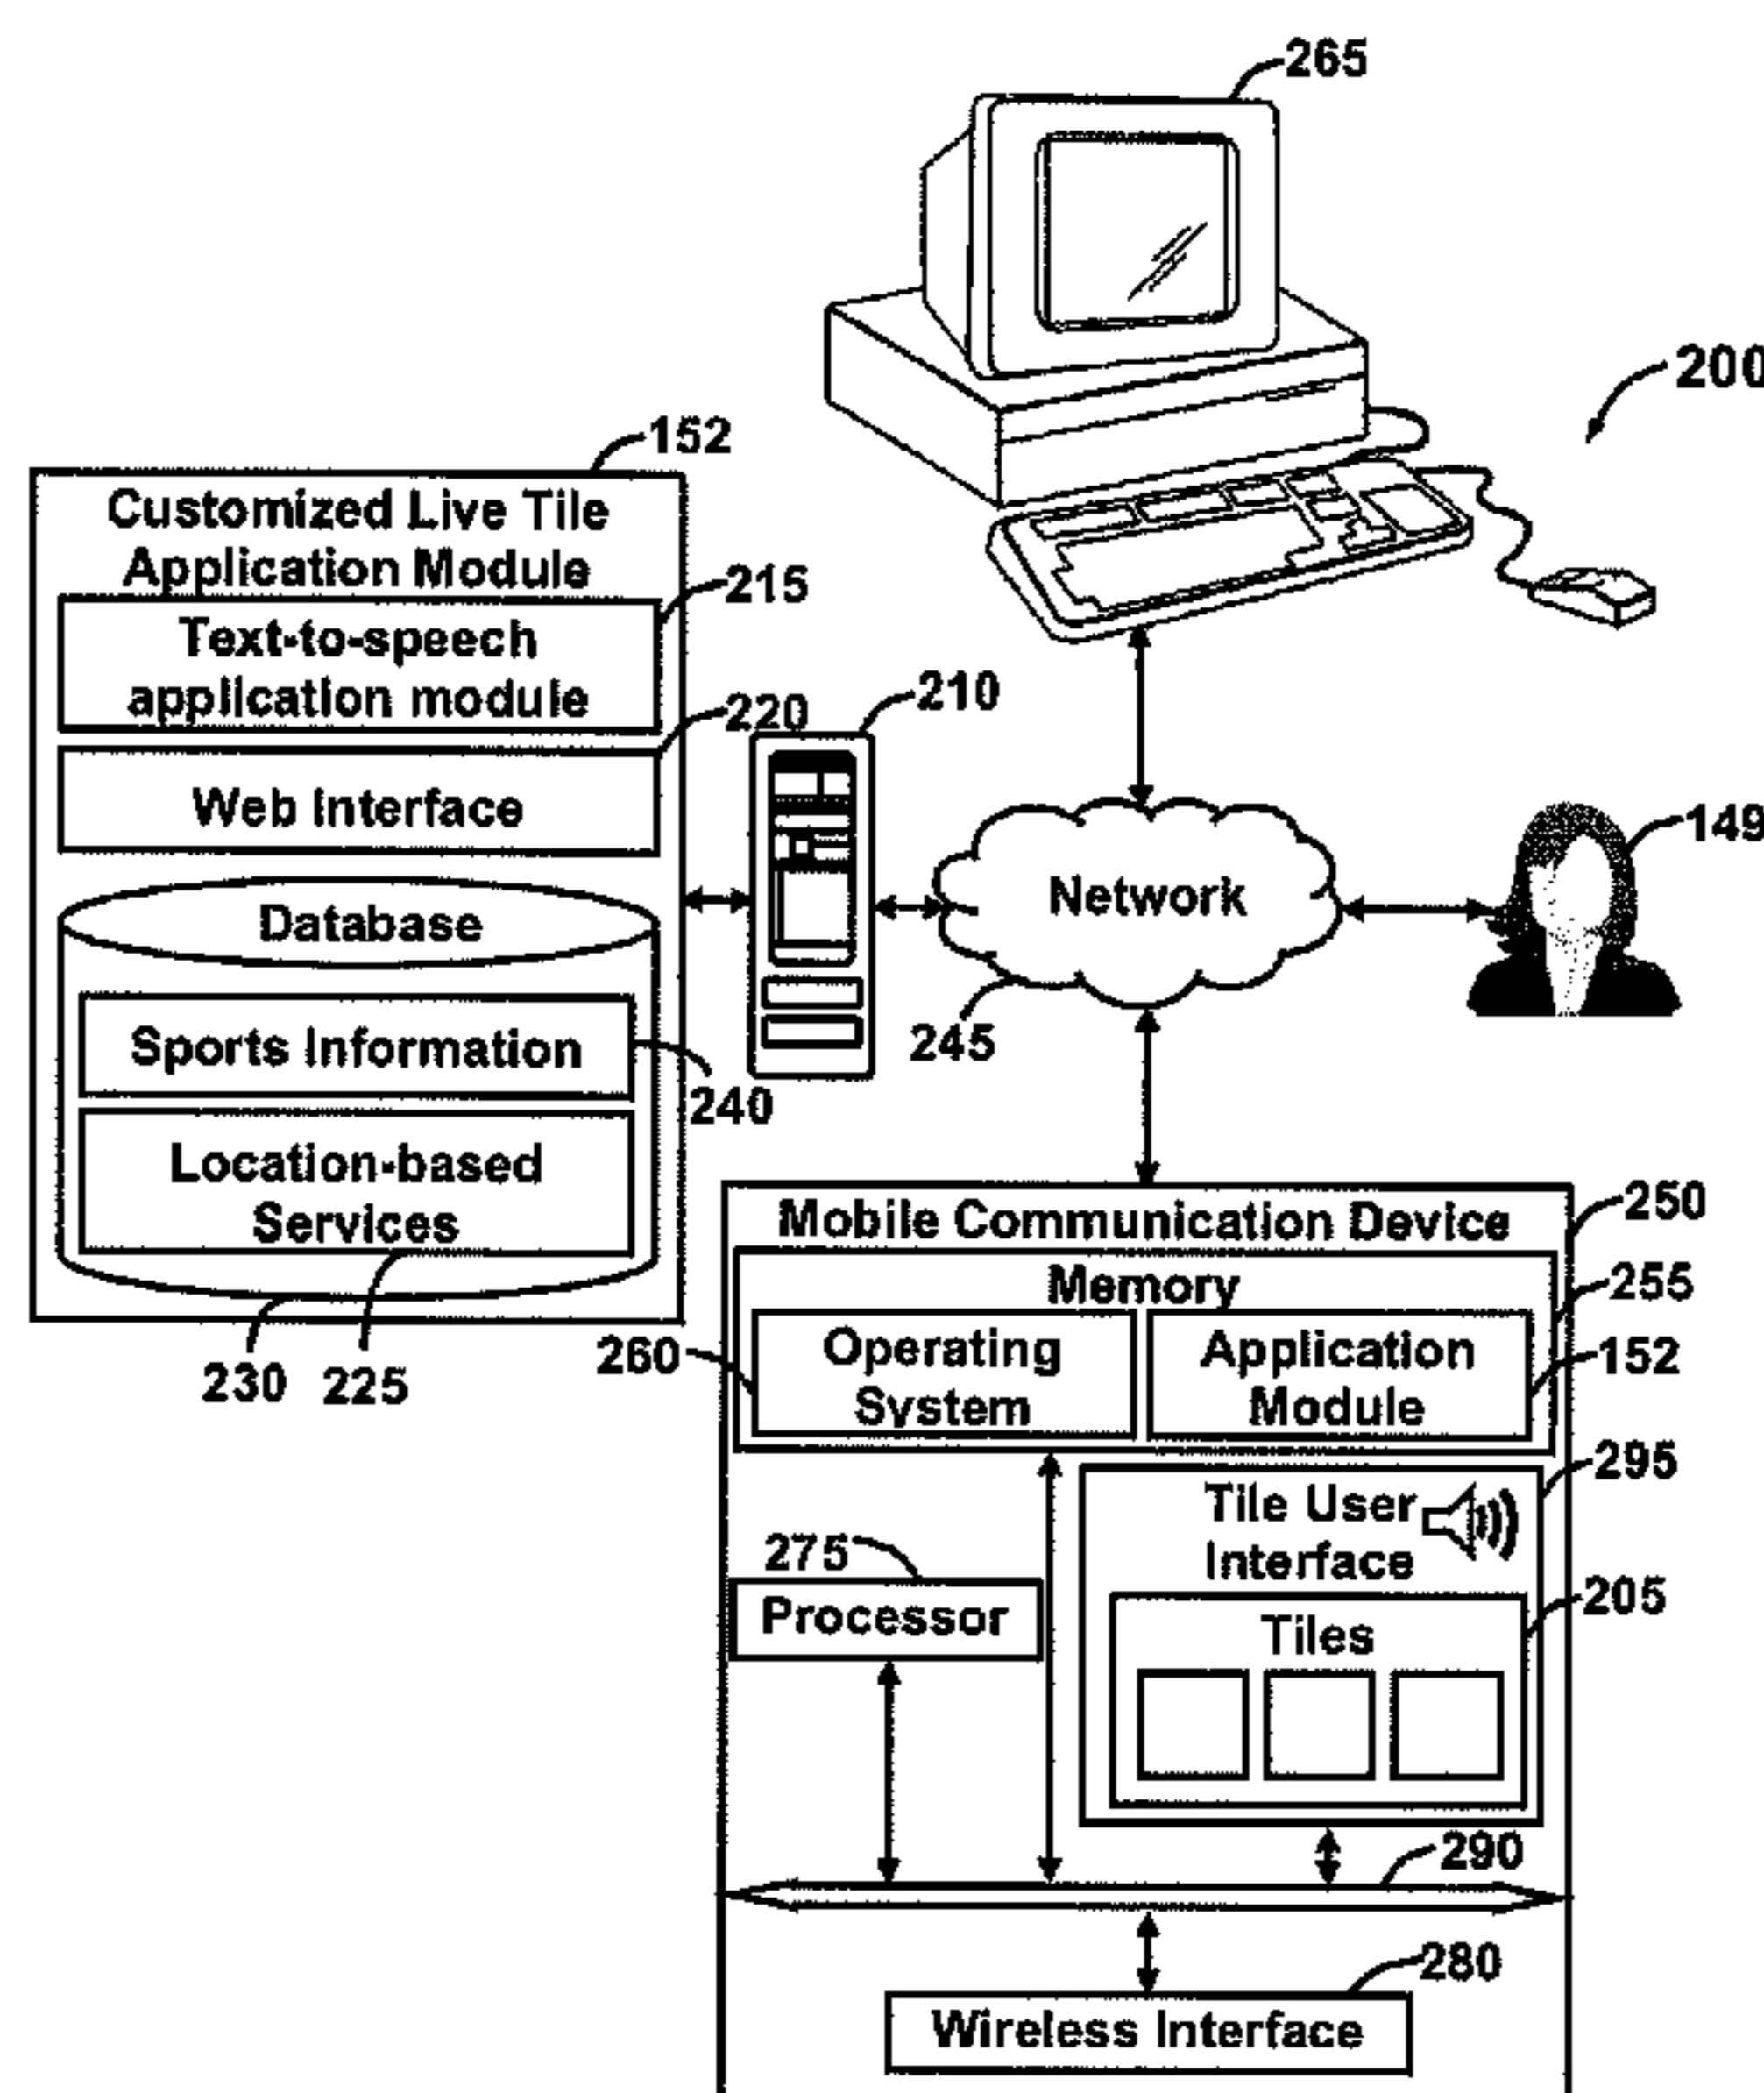 265
200
152
Customized Live Tile
Application Module
215
Text-to-speech
application module
220
Web Interface
210
149
Network
Database
245
Sports Information
240
Location-based
Services
230
225
Mobile Communication Device
250
Memory
255
260
Operating
System
Application
Module
152
295
Tile User
Interface
275
Processor
205
Tiles
290
280
Wireless Interface